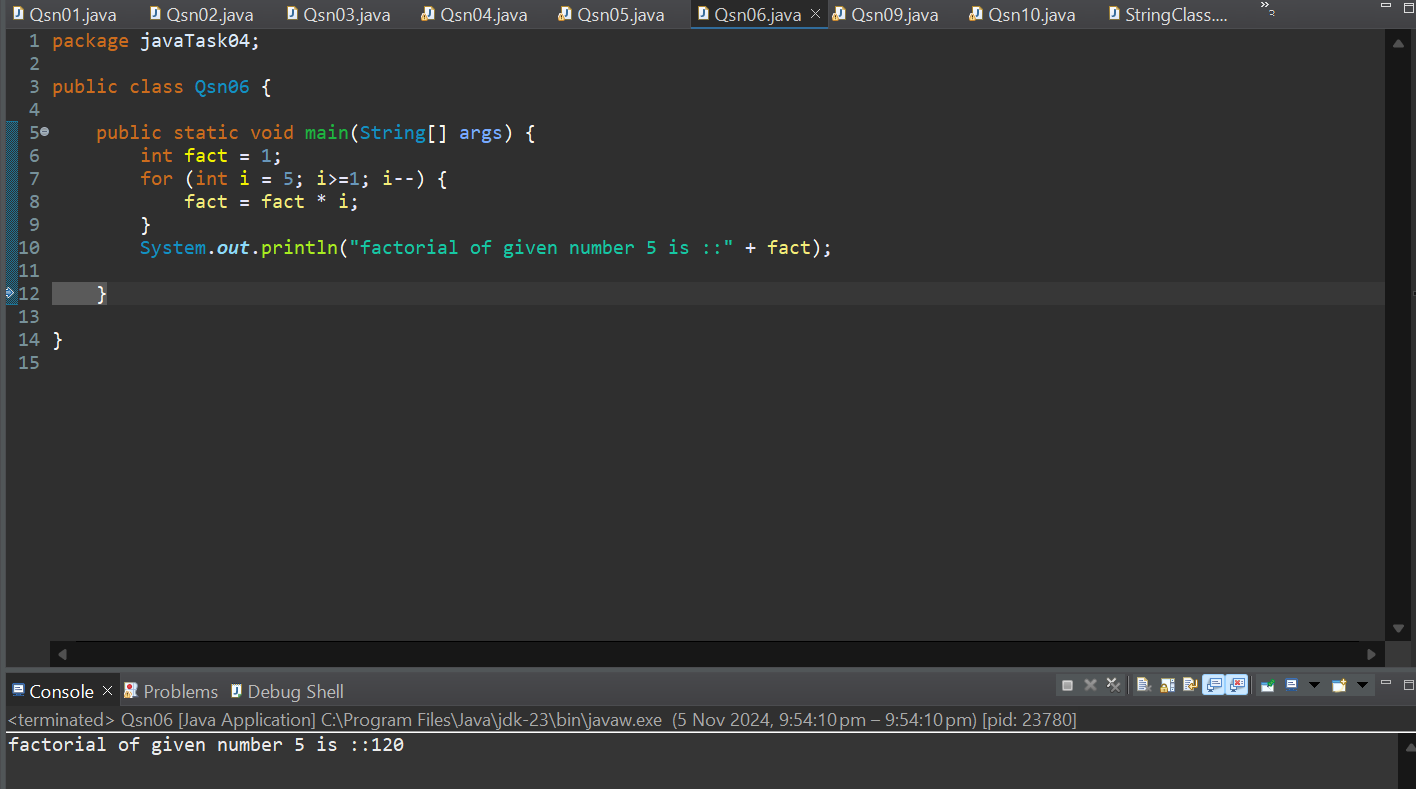 Qsn01.java Qsn02.java Qsn03.java Qsn04.java Qsn05.java Qsn06.java Qsn09.java Qsn10.java StringClass.... »2
1 package javaTask04;
2
3 public class Qsn06 {
4
5 public static void main(String[] args) {
6 int fact = 1;
7 for (int i = 5; i>=1; i--) {
8 fact = fact * i;
9 }
10 System.out.println("factorial of given number 5 is ::" + fact);
11
12 }
13
14 }
15
Console Problems Debug Shell
<terminated> Qsn06 [Java Application] C:\Program Files\Java\jdk-23\bin\javaw.exe (5 Nov 2024, 9:54:10 pm – 9:54:10 pm) [pid: 23780]
factorial of given number 5 is ::120